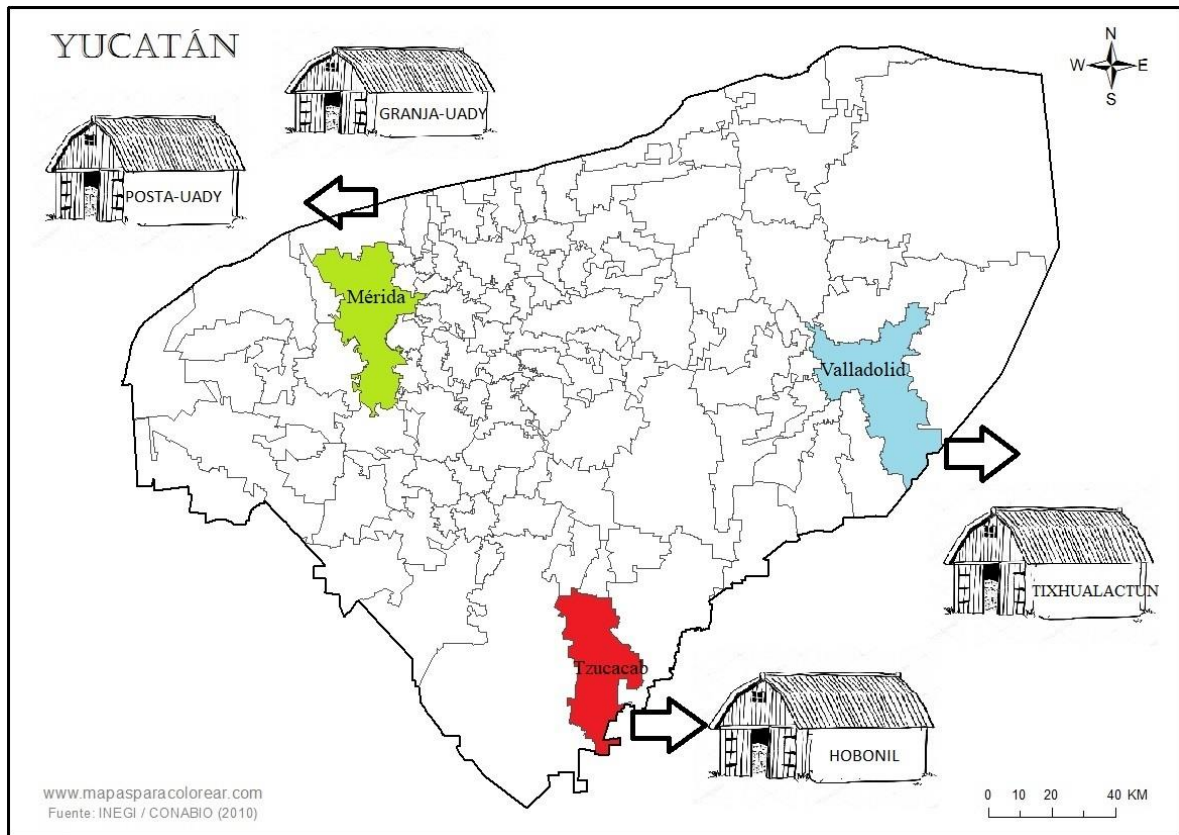 YUCATÁN
N
W E
S
GRANJA-UADY
POSTA-UADY
Mérida
Valladolid
TIXHUALACTUN
Tzucacab
HOBONIL
www.mapasparacolorear.com
Fuente: INEGI / CONABIO (2010)
0 10 20 40 KM